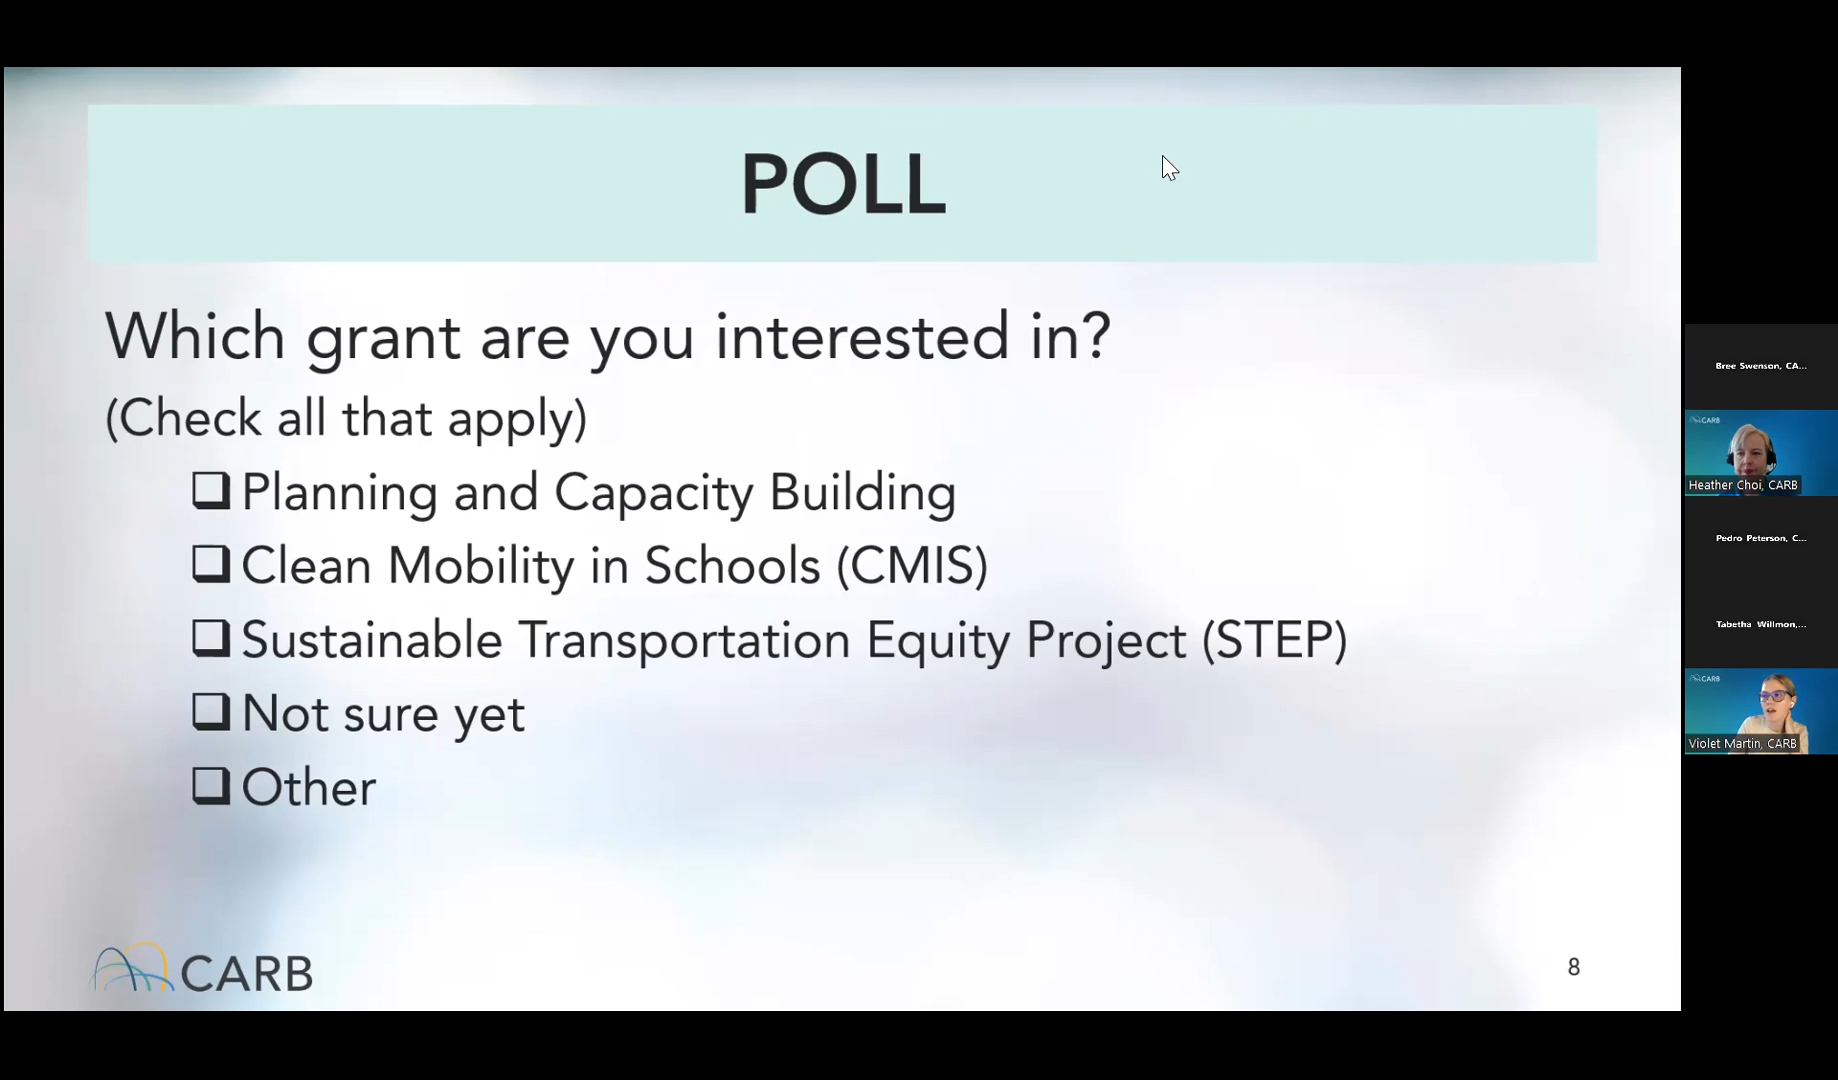 POLL
Which grant are you interested in?
(Check all that apply)
Planning and Capacity Building
Clean Mobility in Schools (CMIS)
Sustainable Transportation Equity Project (STEP)
Not sure yet
Other
CARB
8
Bree Swenson, CA...
CARB
Heather Choi, CARB
Pedro Peterson, C...
Tabetha Willmon,...
CARB
Violet Martin, CARB